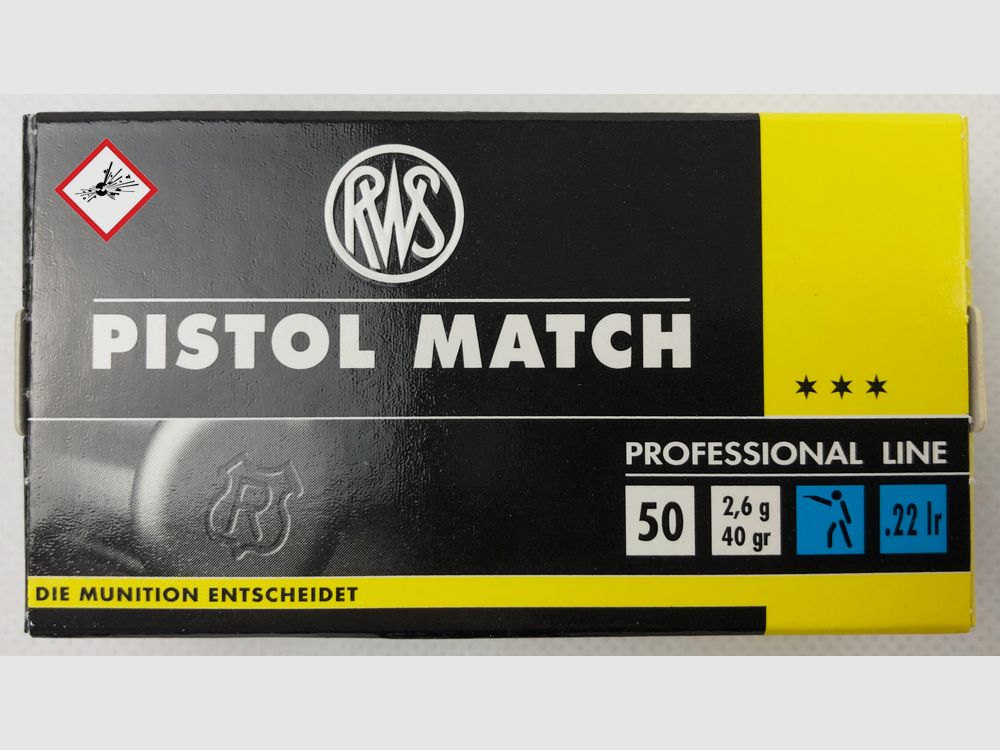 RWS
PISTOL MATCH
★ ★ ★
PROFESSIONAL LINE
50
2,6 g
40 gr
.22 lr
R
DIE MUNITION ENTSCHEIDET